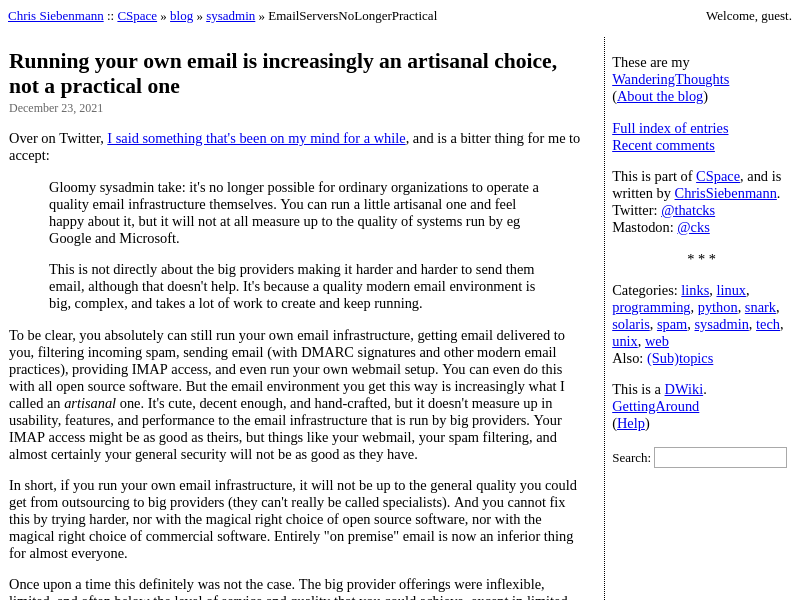 Chris Siebenmann :: CSpace » blog » sysadmin » EmailServersNoLongerPractical
Welcome, guest.
Running your own email is increasingly an artisanal choice,
not a practical one
December 23, 2021
Over on Twitter, I said something that's been on my mind for a while, and is a bitter thing for me to
accept:
Gloomy sysadmin take: it's no longer possible for ordinary organizations to operate a
quality email infrastructure themselves. You can run a little artisanal one and feel
happy about it, but it will not at all measure up to the quality of systems run by eg
Google and Microsoft.
This is not directly about the big providers making it harder and harder to send them
email, although that doesn't help. It's because a quality modern email environment is
big, complex, and takes a lot of work to create and keep running.
To be clear, you absolutely can still run your own email infrastructure, getting email delivered to
you, filtering incoming spam, sending email (with DMARC signatures and other modern email
practices), providing IMAP access, and even run your own webmail setup. You can even do this
with all open source software. But the email environment you get this way is increasingly what I
called an artisanal one. It's cute, decent enough, and hand-crafted, but it doesn't measure up in
usability, features, and performance to the email infrastructure that is run by big providers. Your
IMAP access might be as good as theirs, but things like your webmail, your spam filtering, and
almost certainly your general security will not be as good as they have.
In short, if you run your own email infrastructure, it will not be up to the general quality you could
get from outsourcing to big providers (they can't really be called specialists). And you cannot fix
this by trying harder, nor with the magical right choice of open source software, nor with the
magical right choice of commercial software. Entirely "on premise" email is now an inferior thing
for almost everyone.
Once upon a time this definitely was not the case. The big provider offerings were inflexible,
limited, and often below the level of service and quality that you could achieve, except in limited
These are my
WanderingThoughts
(About the blog)
Full index of entries
Recent comments
This is part of CSpace, and is
written by ChrisSiebenmann.
Twitter: @thatcks
Mastodon: @cks
* * *
Categories: links, linux,
programming, python, snark,
solaris, spam, sysadmin, tech,
unix, web
Also: (Sub)topics
This is a DWiki.
GettingAround
(Help)
Search: